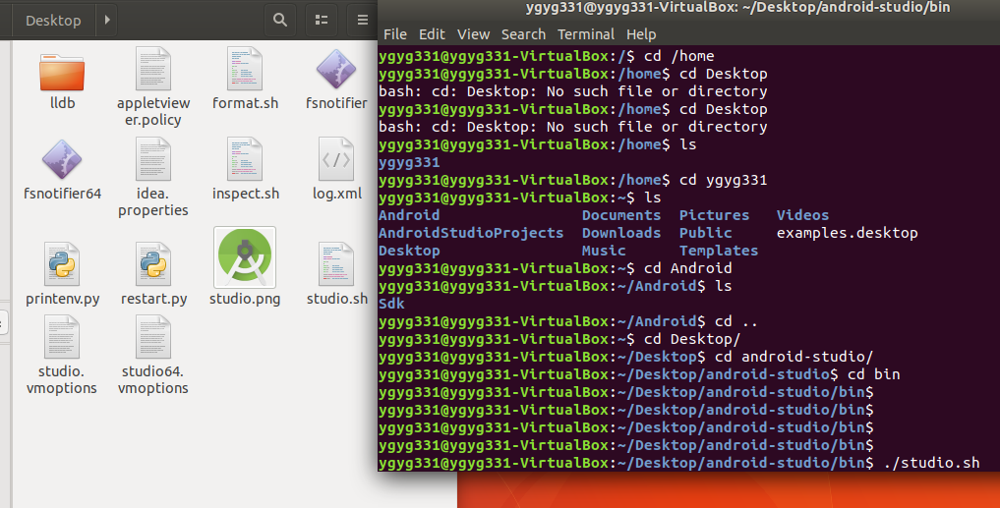 Desktop
lldb
appletview
er.policy
format.sh
fsnotifier
fsnotifier64
idea.
properties
inspect.sh
log.xml
printenv.py
restart.py
studio.png
studio.sh
studio.
vmoptions
studio64.
vmoptions
ygyg331@ygyg331-VirtualBox: ~/Desktop/android-studio/bin
File Edit View Search Terminal Help
ygyg331@ygyg331-VirtualBox:/$ cd /home
ygyg331@ygyg331-VirtualBox:/home$ cd Desktop
bash: cd: Desktop: No such file or directory
ygyg331@ygyg331-VirtualBox:/home$ cd Desktop
bash: cd: Desktop: No such file or directory
ygyg331@ygyg331-VirtualBox:/home$ ls
ygyg331
ygyg331@ygyg331-VirtualBox:/home$ cd ygyg331
ygyg331@ygyg331-VirtualBox:~$ ls
Android Documents Pictures Videos
AndroidStudioProjects Downloads Public examples.desktop
Desktop Music Templates
ygyg331@ygyg331-VirtualBox:~$ cd Android
ygyg331@ygyg331-VirtualBox:~/Android$ ls
Sdk
ygyg331@ygyg331-VirtualBox:~/Android$ cd ..
ygyg331@ygyg331-VirtualBox:~$ cd Desktop/
ygyg331@ygyg331-VirtualBox:~/Desktop$ cd android-studio/
ygyg331@ygyg331-VirtualBox:~/Desktop/android-studio$ cd bin
ygyg331@ygyg331-VirtualBox:~/Desktop/android-studio/bin$
ygyg331@ygyg331-VirtualBox:~/Desktop/android-studio/bin$
ygyg331@ygyg331-VirtualBox:~/Desktop/android-studio/bin$
ygyg331@ygyg331-VirtualBox:~/Desktop/android-studio/bin$
ygyg331@ygyg331-VirtualBox:~/Desktop/android-studio/bin$ ./studio.sh